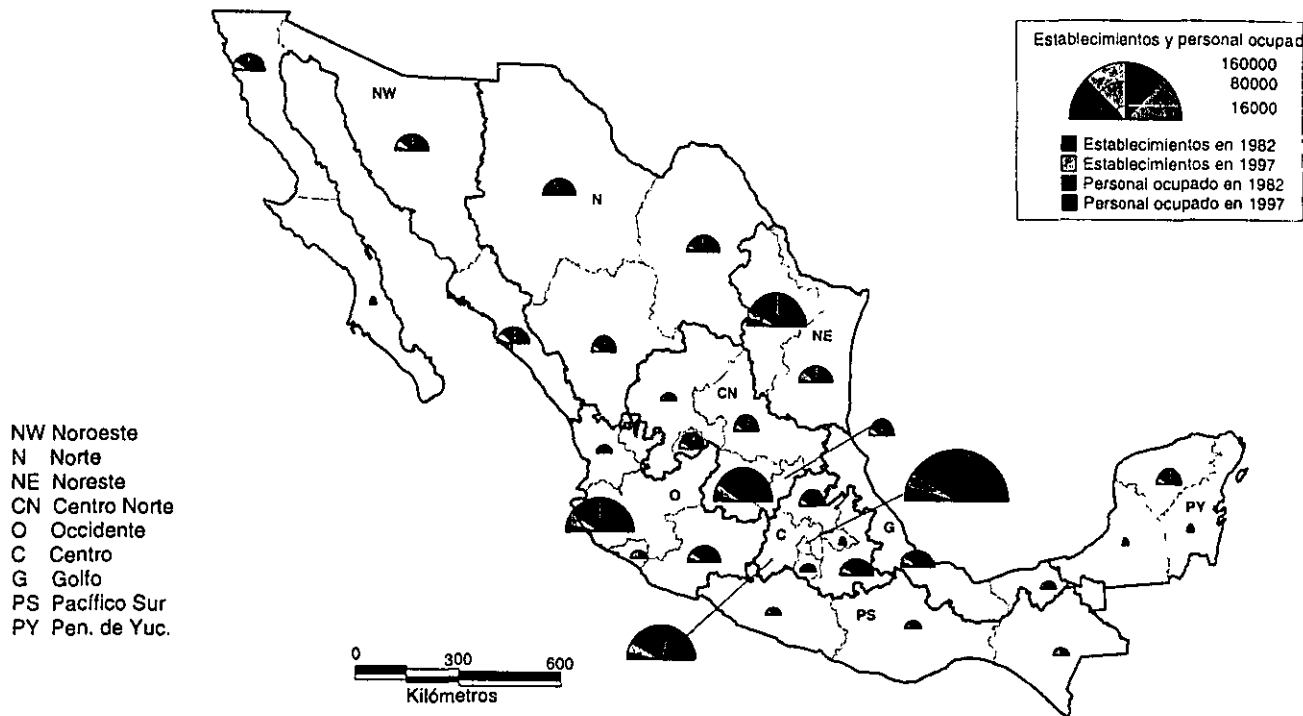 Establecimientos y personal ocupad
160000
80000
16000
Establecimientos en 1982
Establecimientos en 1997
Personal ocupado en 1982
Personal ocupado en 1997
NW
N
NE
CN
O
C
G
PS
PY
NW Noroeste
N Norte
NE Noreste
CN Centro Norte
O Occidente
C Centro
G Golfo
PS Pacífico Sur
PY Pen. de Yuc.
0 300 600
Kilómetros